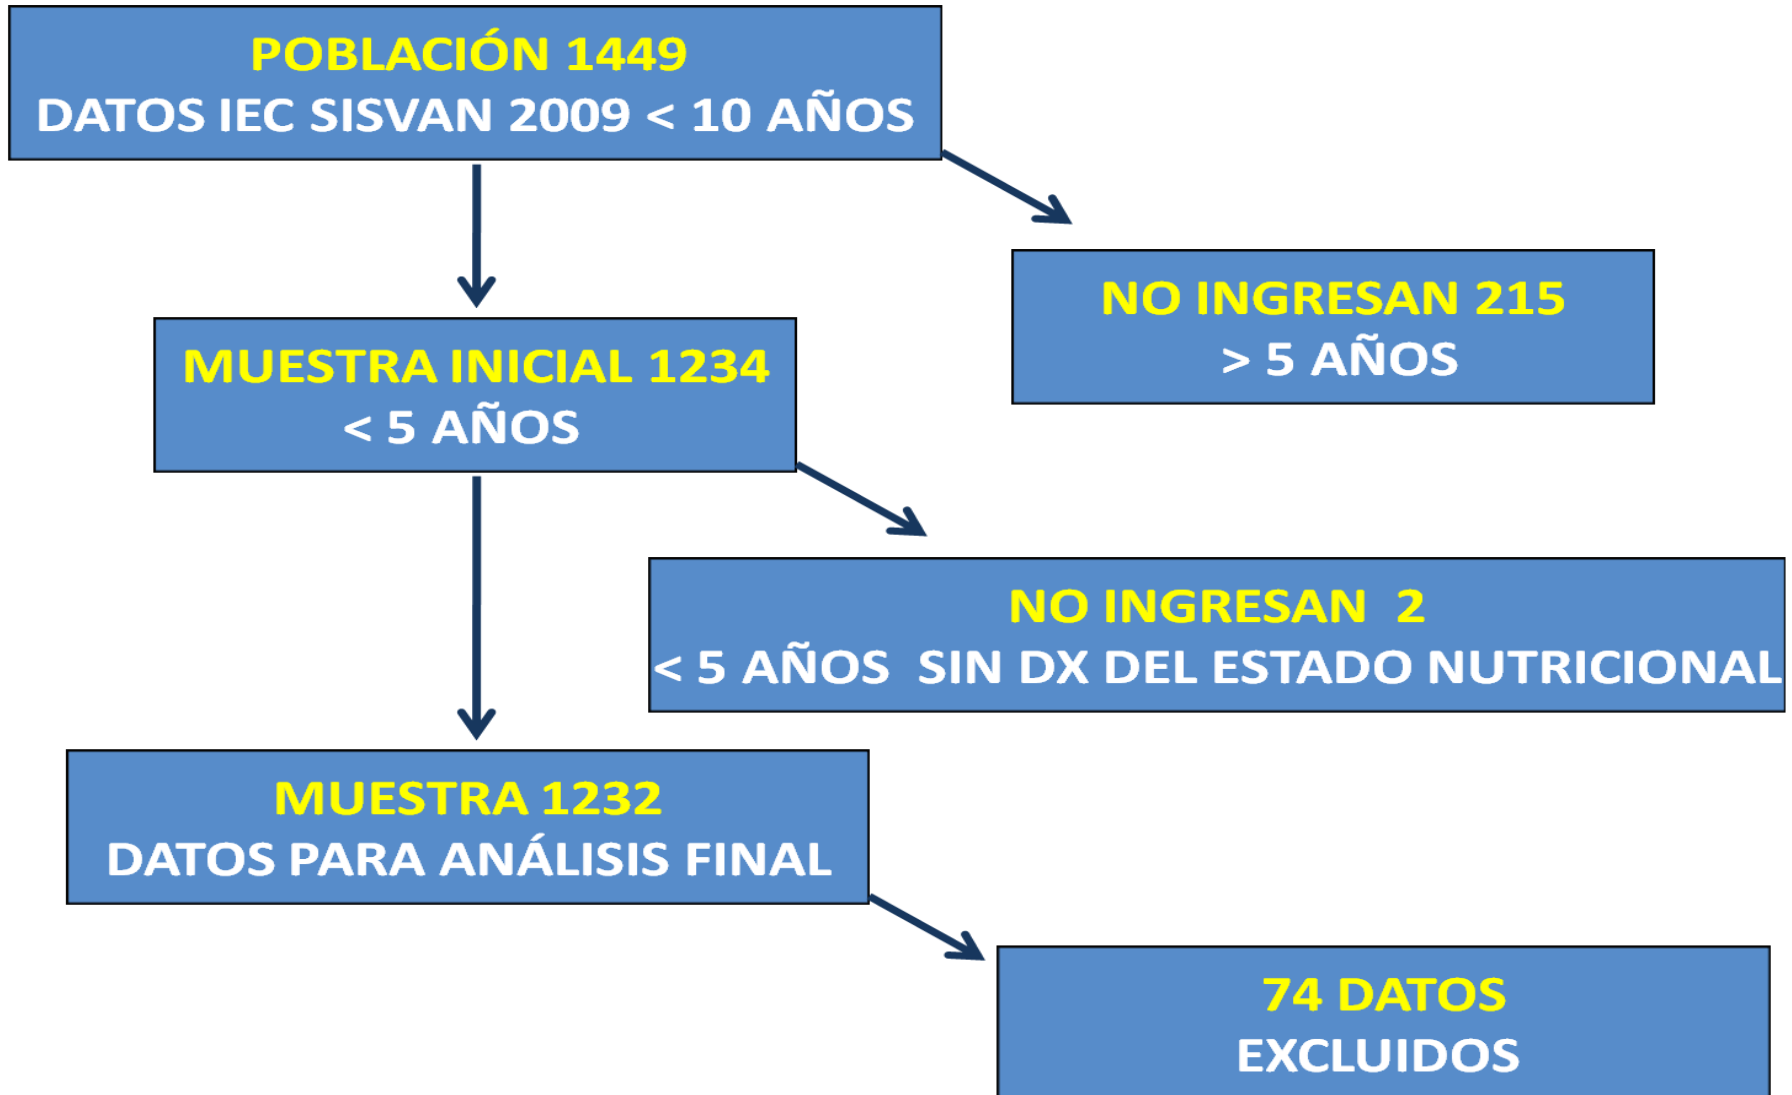 POBLACIÓN 1449
DATOS IEC SISVAN 2009 < 10 AÑOS
NO INGRESAN 215
> 5 AÑOS
MUESTRA INICIAL 1234
< 5 AÑOS
NO INGRESAN  2
< 5 AÑOS  SIN DX DEL ESTADO NUTRICIONAL
MUESTRA 1232
DATOS PARA ANÁLISIS FINAL
74 DATOS
EXCLUIDOS